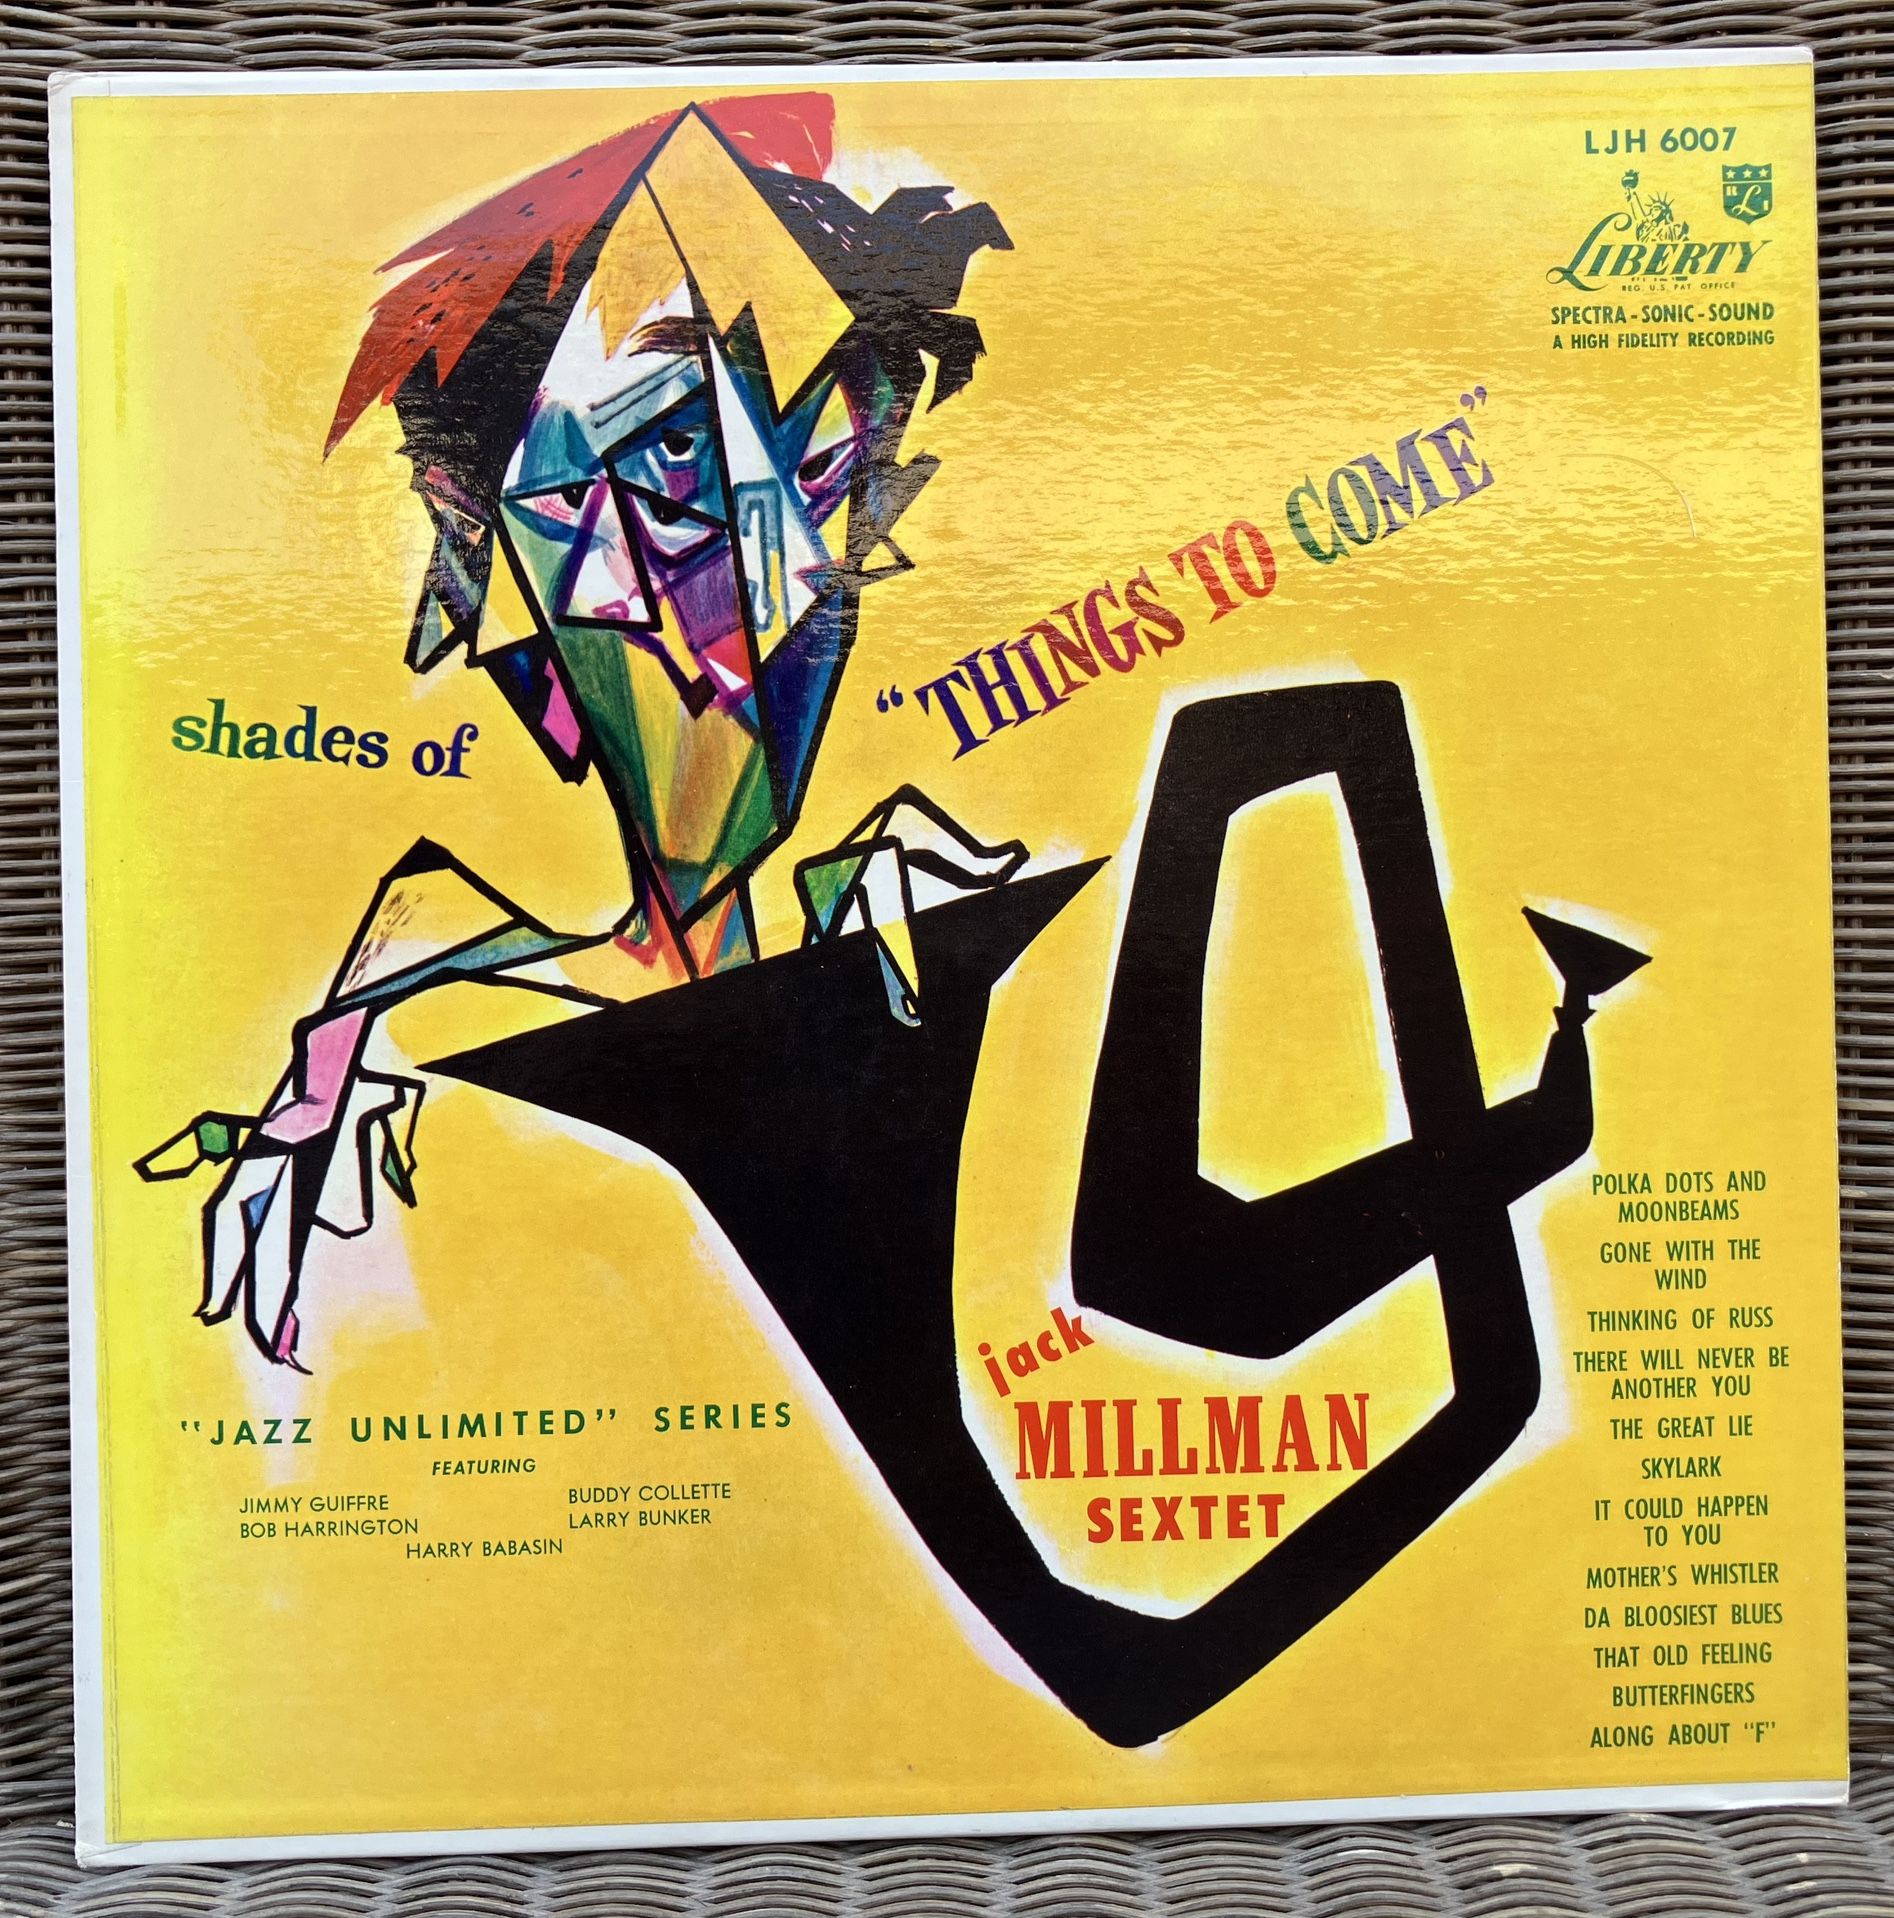 LJH 6007
LIBERTY
REG. U.S. PAT OFFICE
SPECTRA-SONIC-SOUND
A HIGH FIDELITY RECORDING
shades of
“THINGS TO COME”
jack
MILLMAN
SEXTET
“JAZZ UNLIMITED” SERIES
FEATURING
JIMMY GUIFFRE
BOB HARRINGTON
BUDDY COLLETTE
LARRY BUNKER
HARRY BABASIN
POLKA DOTS AND
MOONBEAMS
GONE WITH THE
WIND
THINKING OF RUSS
THERE WILL NEVER BE
ANOTHER YOU
THE GREAT LIE
SKYLARK
IT COULD HAPPEN
TO YOU
MOTHER'S WHISTLER
DA BLOOSIEST BLUES
THAT OLD FEELING
BUTTERFINGERS
ALONG ABOUT “F”